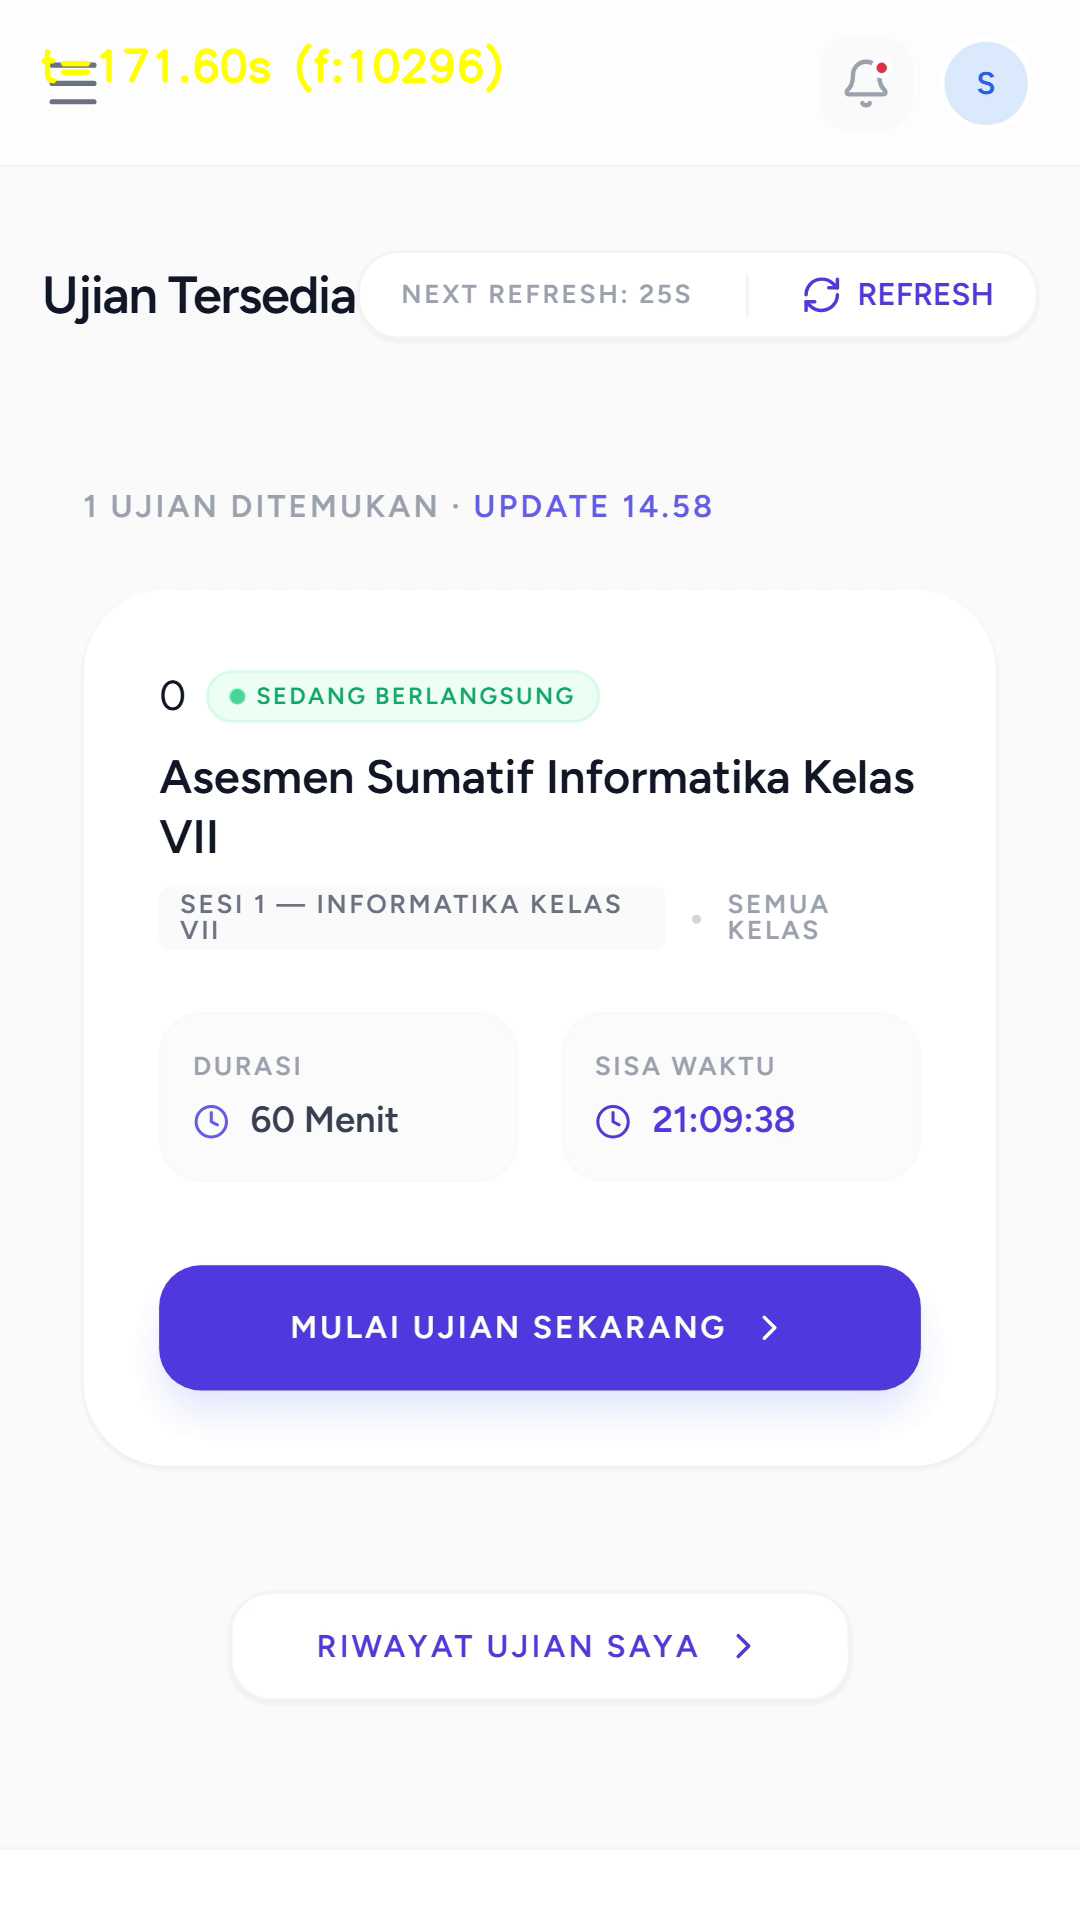 t=171.60s (f:10296)
S
Ujian Tersedia
NEXT REFRESH: 25S
REFRESH
1 UJIAN DITEMUKAN · UPDATE 14.58
0
SEDANG BERLANGSUNG
Asesmen Sumatif Informatika Kelas
VII
SESI 1 — INFORMATIKA KELAS
VII
SEMUA
KELAS
DURASI
60 Menit
SISA WAKTU
21:09:38
MULAI UJIAN SEKARANG
RIWAYAT UJIAN SAYA